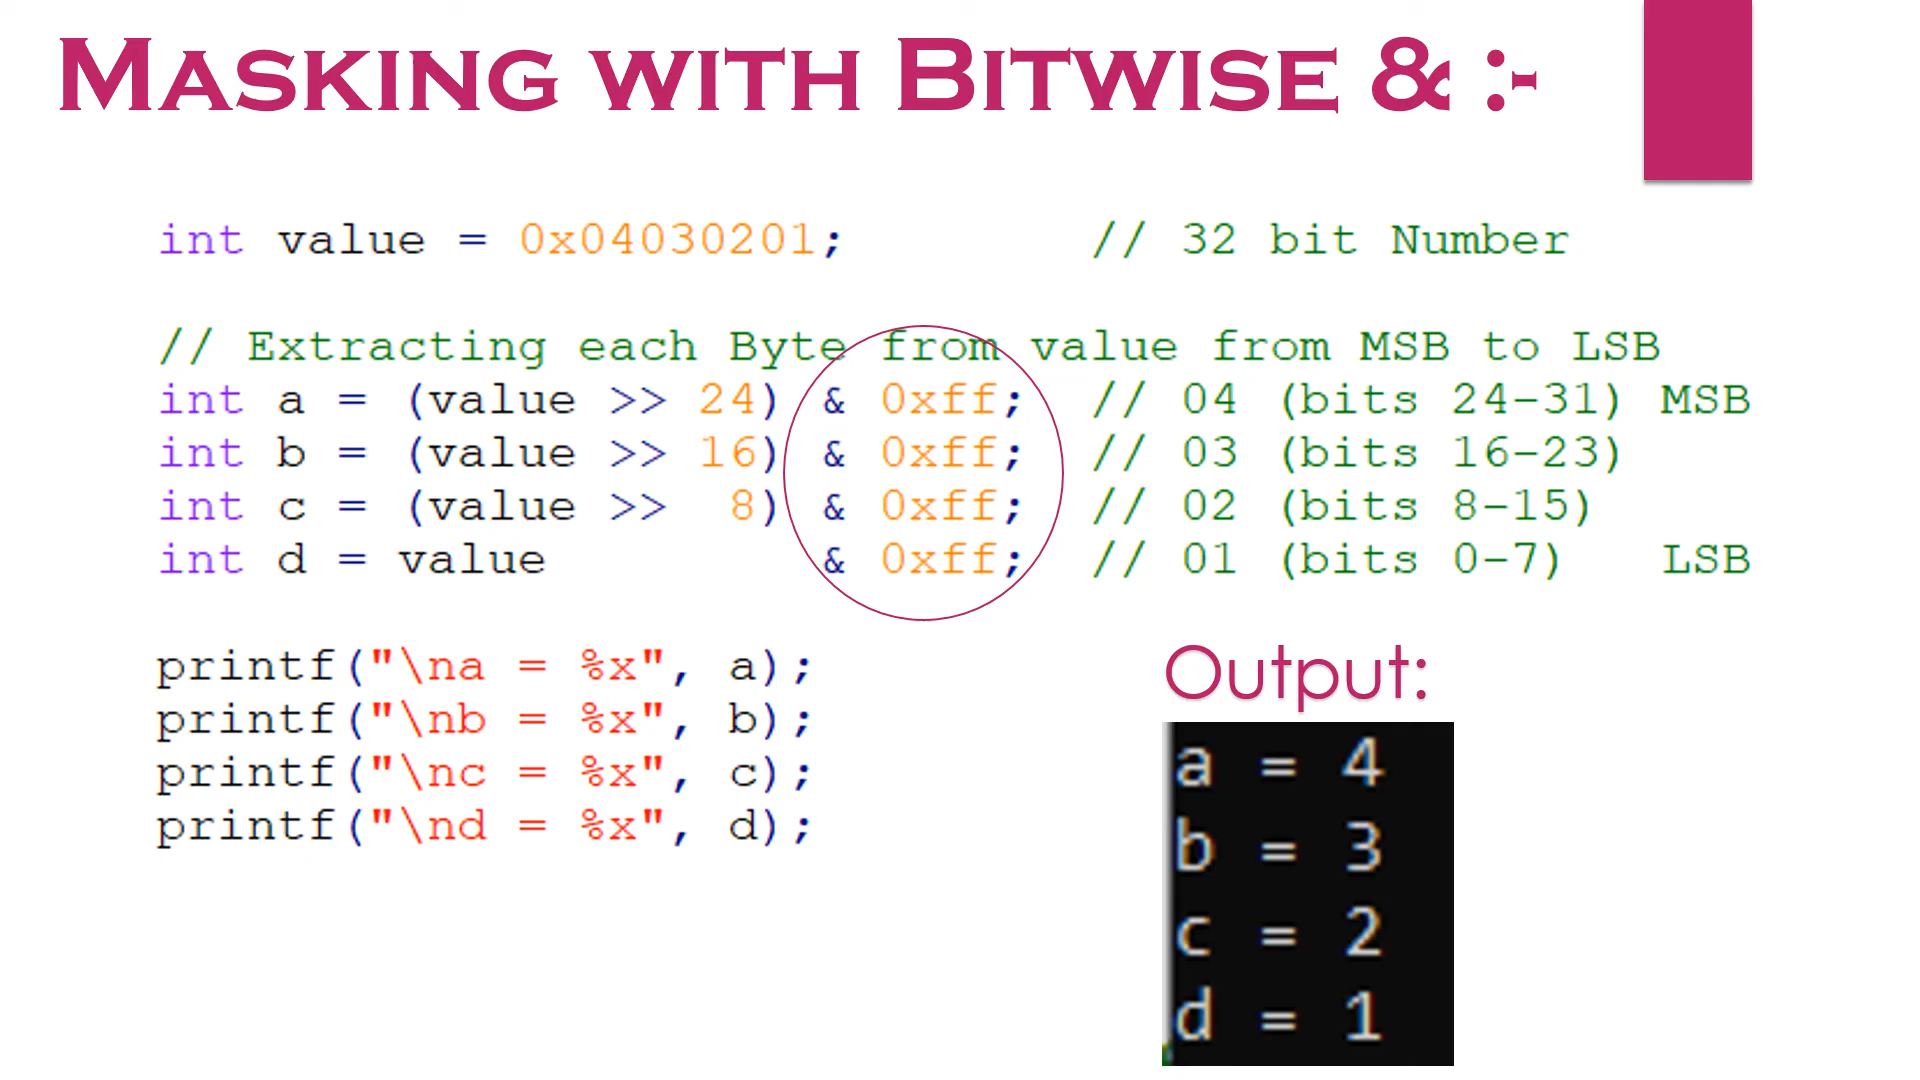 Masking with Bitwise & :-
int value = 0x04030201; // 32 bit Number
// Extracting each Byte from value from MSB to LSB
int a = (value >> 24) & 0xff; // 04 (bits 24-31) MSB
int b = (value >> 16) & 0xff; // 03 (bits 16-23)
int c = (value >> 8) & 0xff; // 02 (bits 8-15)
int d = value & 0xff; // 01 (bits 0-7) LSB
printf("\na = %x", a);
printf("\nb = %x", b);
printf("\nc = %x", c);
printf("\nd = %x", d);
Output:
a = 4
b = 3
c = 2
d = 1